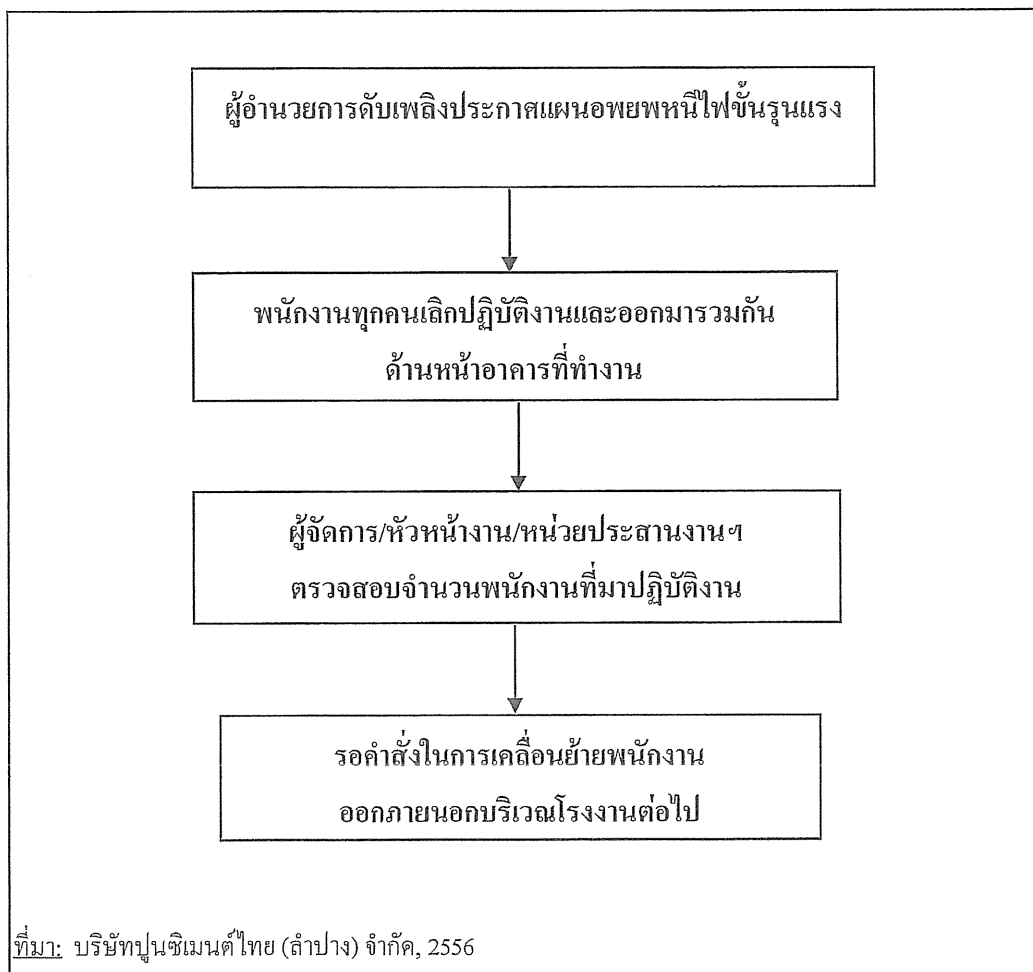 ผู้อำนวยการดับเพลิงประกาศแผนอพยพหนีไฟขั้นรุนแรง
พนักงานทุกคนเลิกปฏิบัติงานและออกมารวมกัน
ด้านหน้าอาคารที่ทำงาน
ผู้จัดการ/หัวหน้างาน/หน่วยประสานงานฯ
ตรวจสอบจำนวนพนักงานที่มาปฏิบัติงาน
รอคำสั่งในการเคลื่อนย้ายพนักงาน
ออกภายนอกบริเวณโรงงานต่อไป
ที่มา: บริษัทปูนซิเมนต์ไทย (ลำปาง) จำกัด, 2556